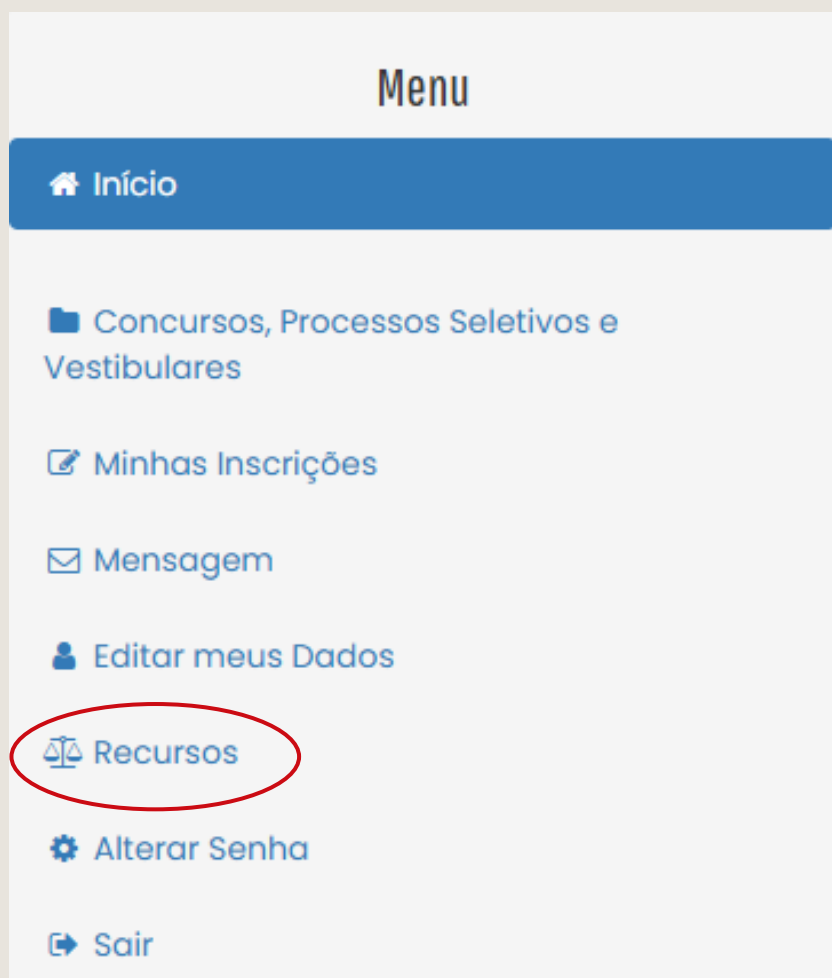 Menu
Início
Concursos, Processos Seletivos e
Vestibulares
Minhas Inscrições
Mensagem
Editar meus Dados
Recursos
Alterar Senha
Sair